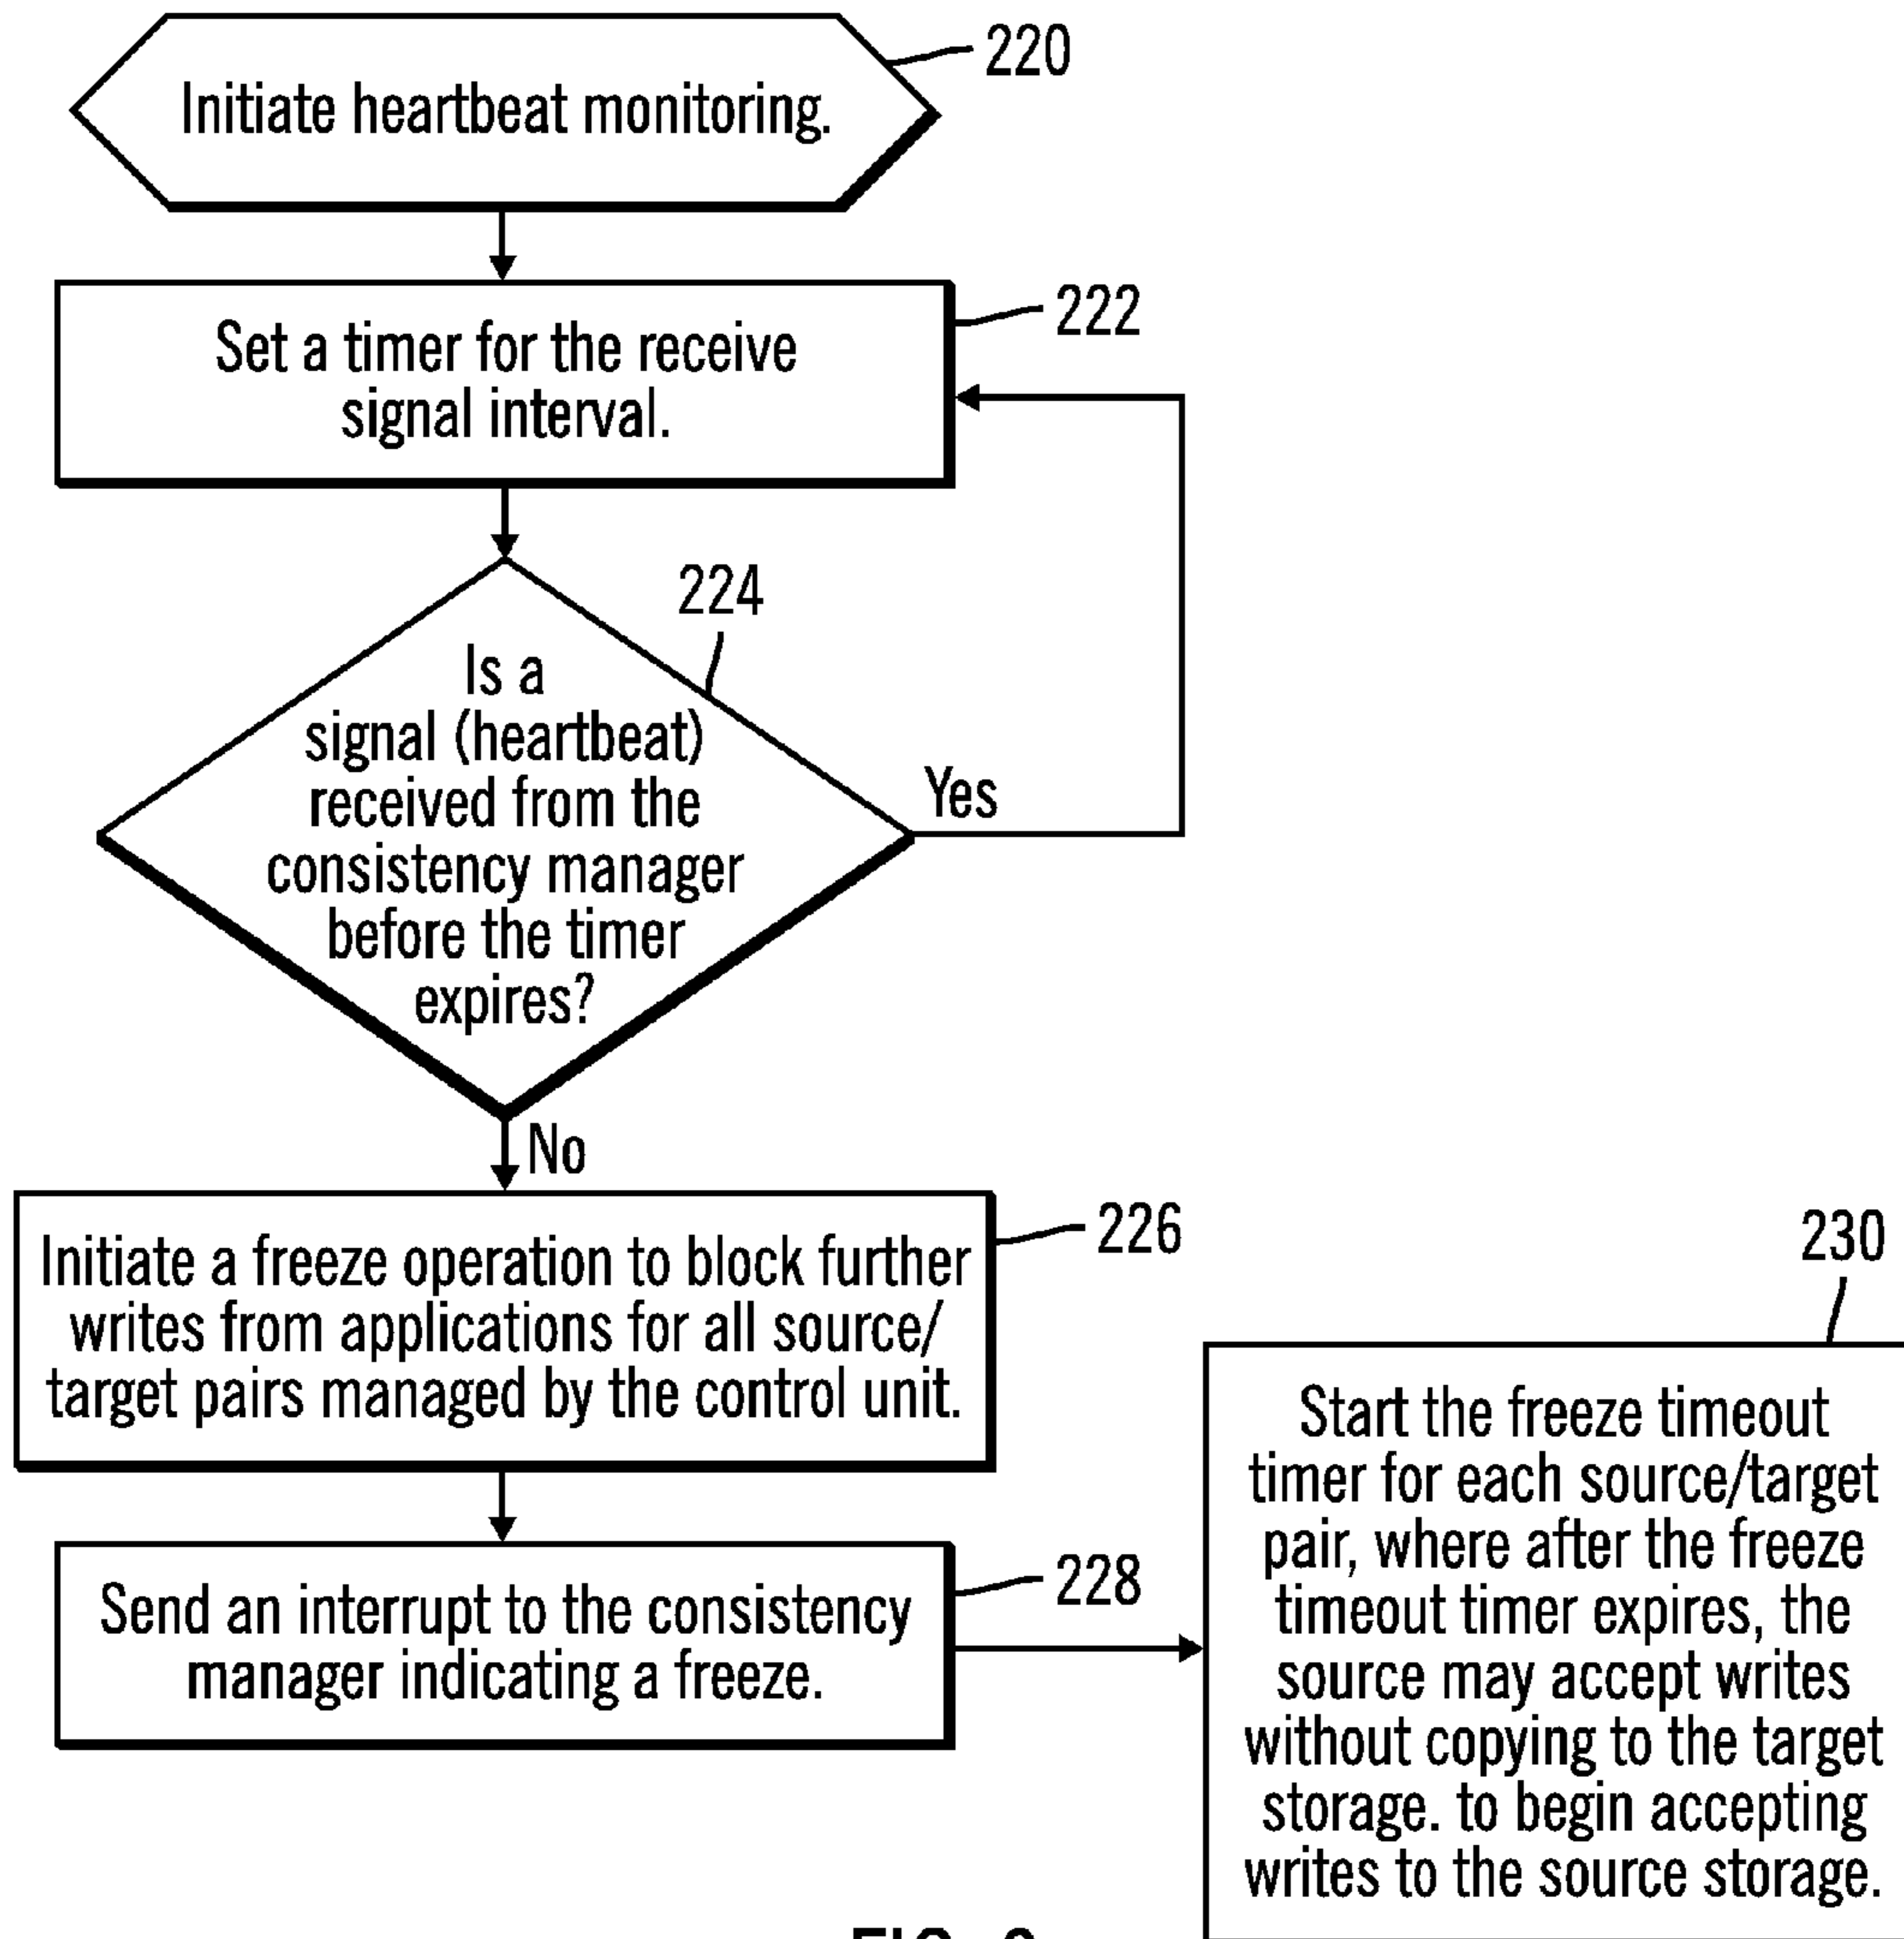 220
Initiate heartbeat monitoring.
222
Set a timer for the receive
signal interval.
224
Is a
signal (heartbeat)
received from the
consistency manager
before the timer
expires?
Yes
No
226
Initiate a freeze operation to block further
writes from applications for all source/
target pairs managed by the control unit.
228
Send an interrupt to the consistency
manager indicating a freeze.
230
Start the freeze timeout
timer for each source/target
pair, where after the freeze
timeout timer expires, the
source may accept writes
without copying to the target
storage. to begin accepting
writes to the source storage.